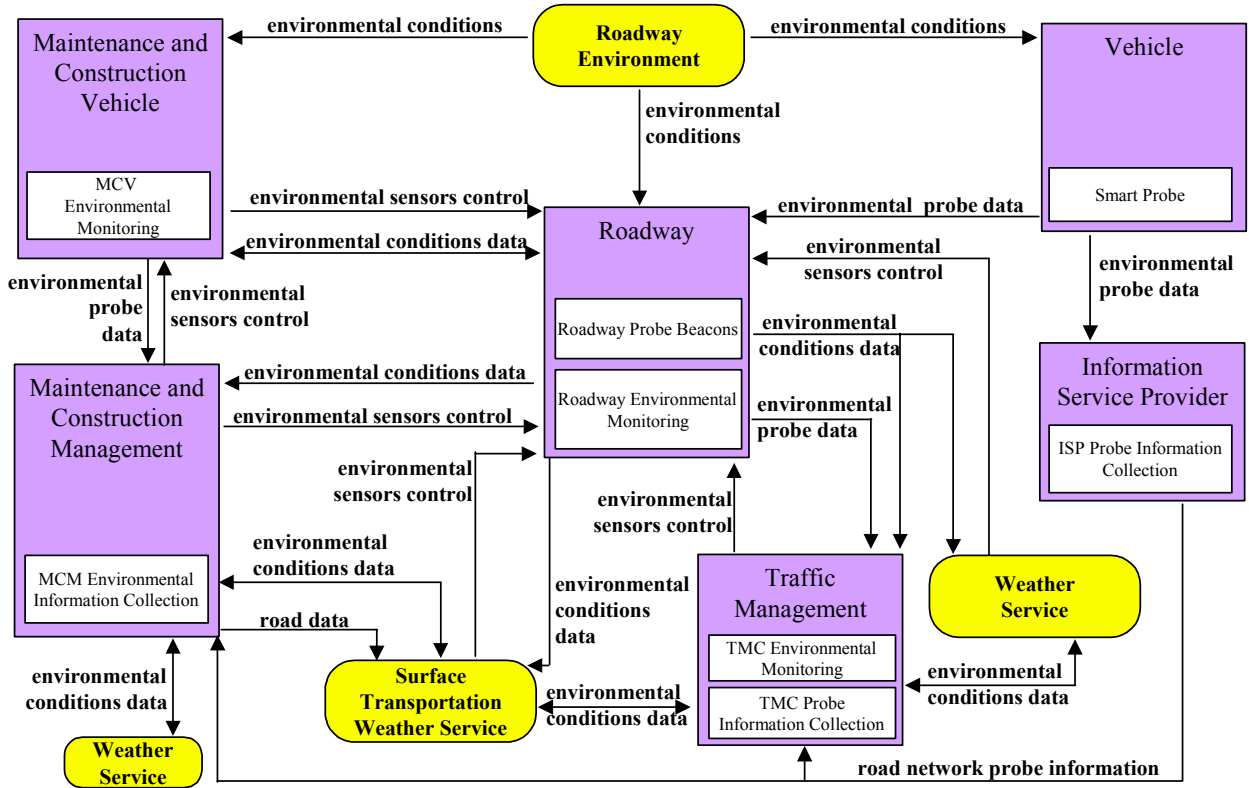 environmental conditions
Roadway
Environment
environmental conditions
Maintenance and
Construction
Vehicle
MCV
Environmental
Monitoring
Vehicle
Smart Probe
environmental
conditions
environmental sensors control
environmental conditions data
environmental probe data
environmental
sensors control
environmental
probe data
environmental
probe
data
environmental
sensors control
Roadway
Roadway Probe Beacons
Roadway Environmental
Monitoring
environmental
conditions data
environmental
probe data
Information
Service Provider
ISP Probe Information
Collection
Maintenance and
Construction
Management
MCM Environmental
Information Collection
environmental conditions data
environmental sensors control
environmental
sensors control
environmental
sensors control
environmental
conditions data
road data
environmental
conditions
data
Traffic
Management
TMC Environmental
Monitoring
TMC Probe
Information Collection
Weather
Service
environmental
conditions data
environmental
conditions data
Weather
Service
Surface
Transportation
Weather Service
environmental
conditions data
road network probe information